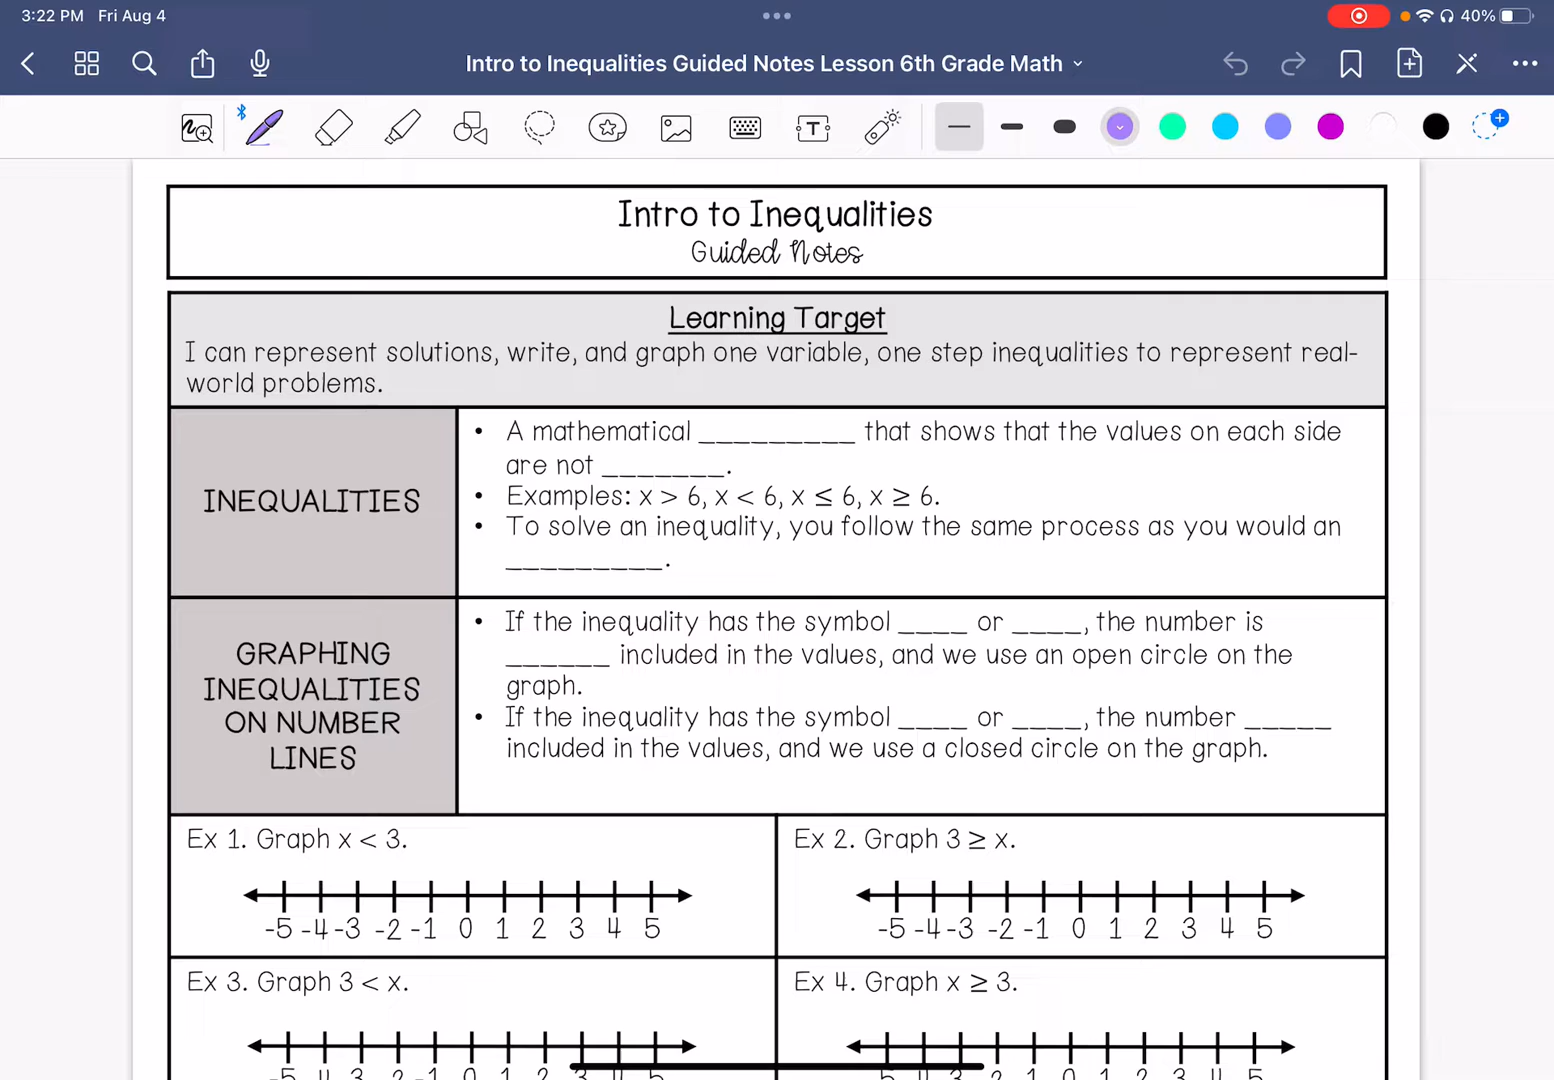 3:22 PM Fri Aug 4
40%
Intro to Inequalities Guided Notes Lesson 6th Grade Math
Intro to Inequalities
Guided Notes
Learning Target
I can represent solutions, write, and graph one variable, one step inequalities to represent real-
world problems.
INEQUALITIES
• A mathematical _________ that shows that the values on each side
are not _______.
• Examples: x > 6, x < 6, x ≤ 6, x ≥ 6.
• To solve an inequality, you follow the same process as you would an
_________.
GRAPHING
INEQUALITIES
ON NUMBER
LINES
• If the inequality has the symbol ____ or ____, the number is
______ included in the values, and we use an open circle on the
graph.
• If the inequality has the symbol ____ or ____, the number _____
included in the values, and we use a closed circle on the graph.
Ex 1. Graph x < 3.
-5 -4 -3 -2 -1 0 1 2 3 4 5
Ex 2. Graph 3 ≥ x.
-5 -4 -3 -2 -1 0 1 2 3 4 5
Ex 3. Graph 3 < x.
Ex 4. Graph x ≥ 3.